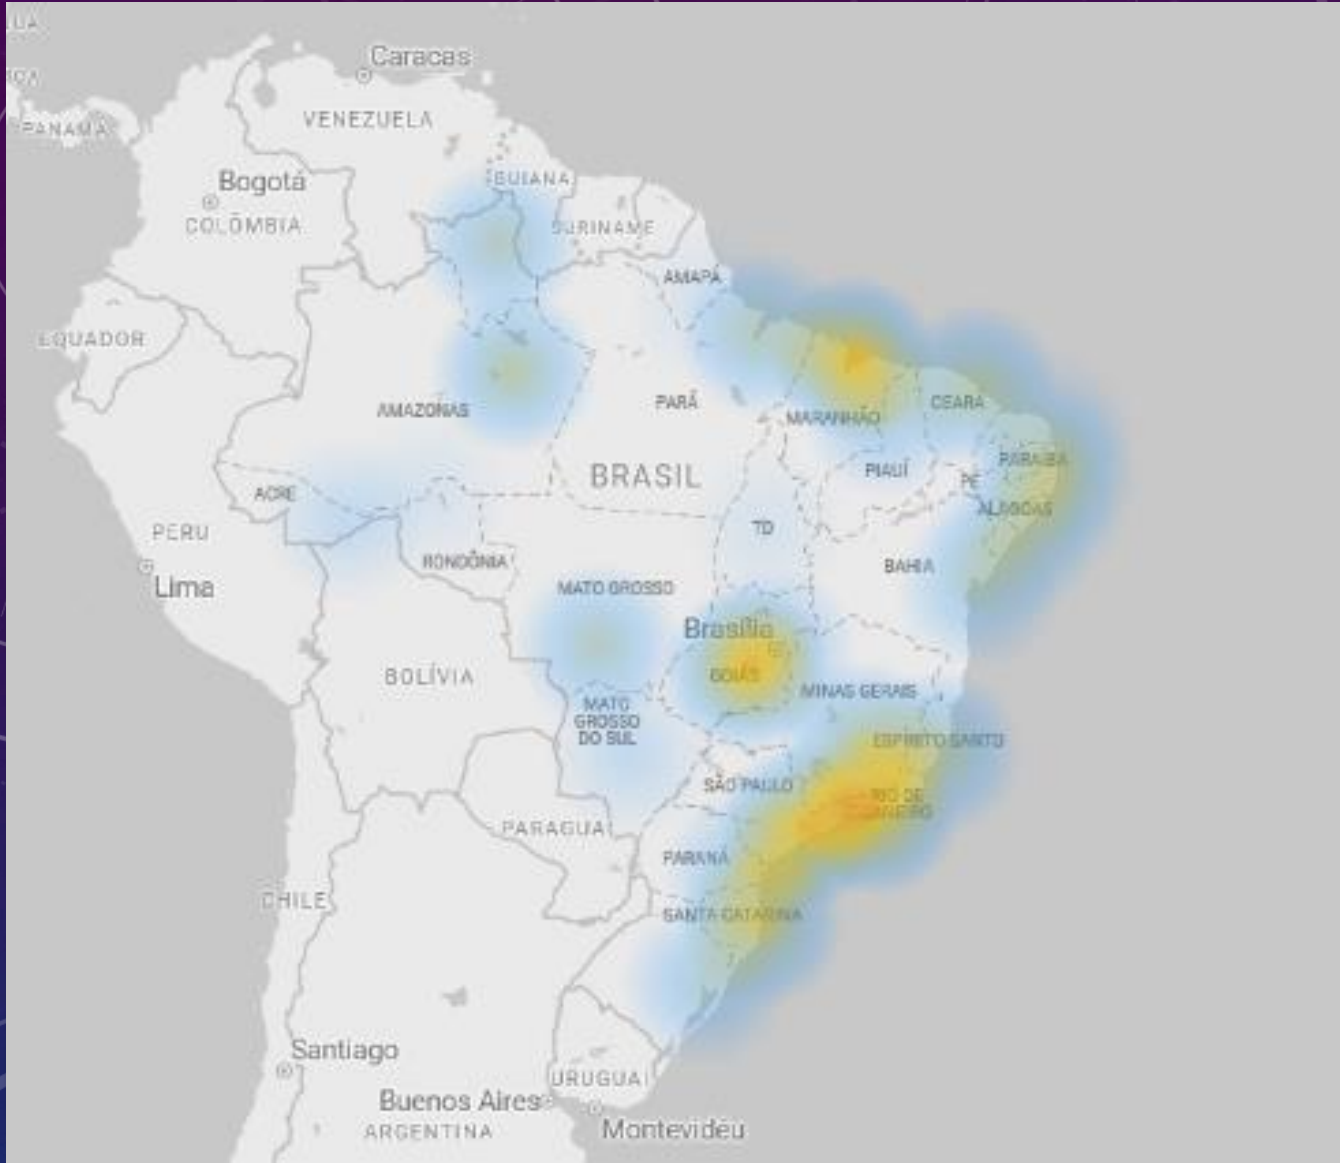 Caracas
PANAMÁ
VENEZUELA
Bogotá
GUIANA
COLÔMBIA
SURINAME
AMAPÁ
EQUADOR
AMAZONAS
PARÁ
MARANHÃO
CEARÁ
BRASIL
PIAUÍ
PARAÍBA
PE
ACRE
ALAGOAS
PERU
TO
RONDÔNIA
BAHIA
Lima
MATO GROSSO
Brasília
BOLÍVIA
GOIÁS
MINAS GERAIS
MATO
GROSSO
DO SUL
ESPÍRITO SANTO
SÃO PAULO
RIO DE
JANEIRO
PARAGUAI
PARANÁ
CHILE
SANTA CATARINA
Santiago
URUGUAI
Buenos Aires
ARGENTINA
Montevidéu